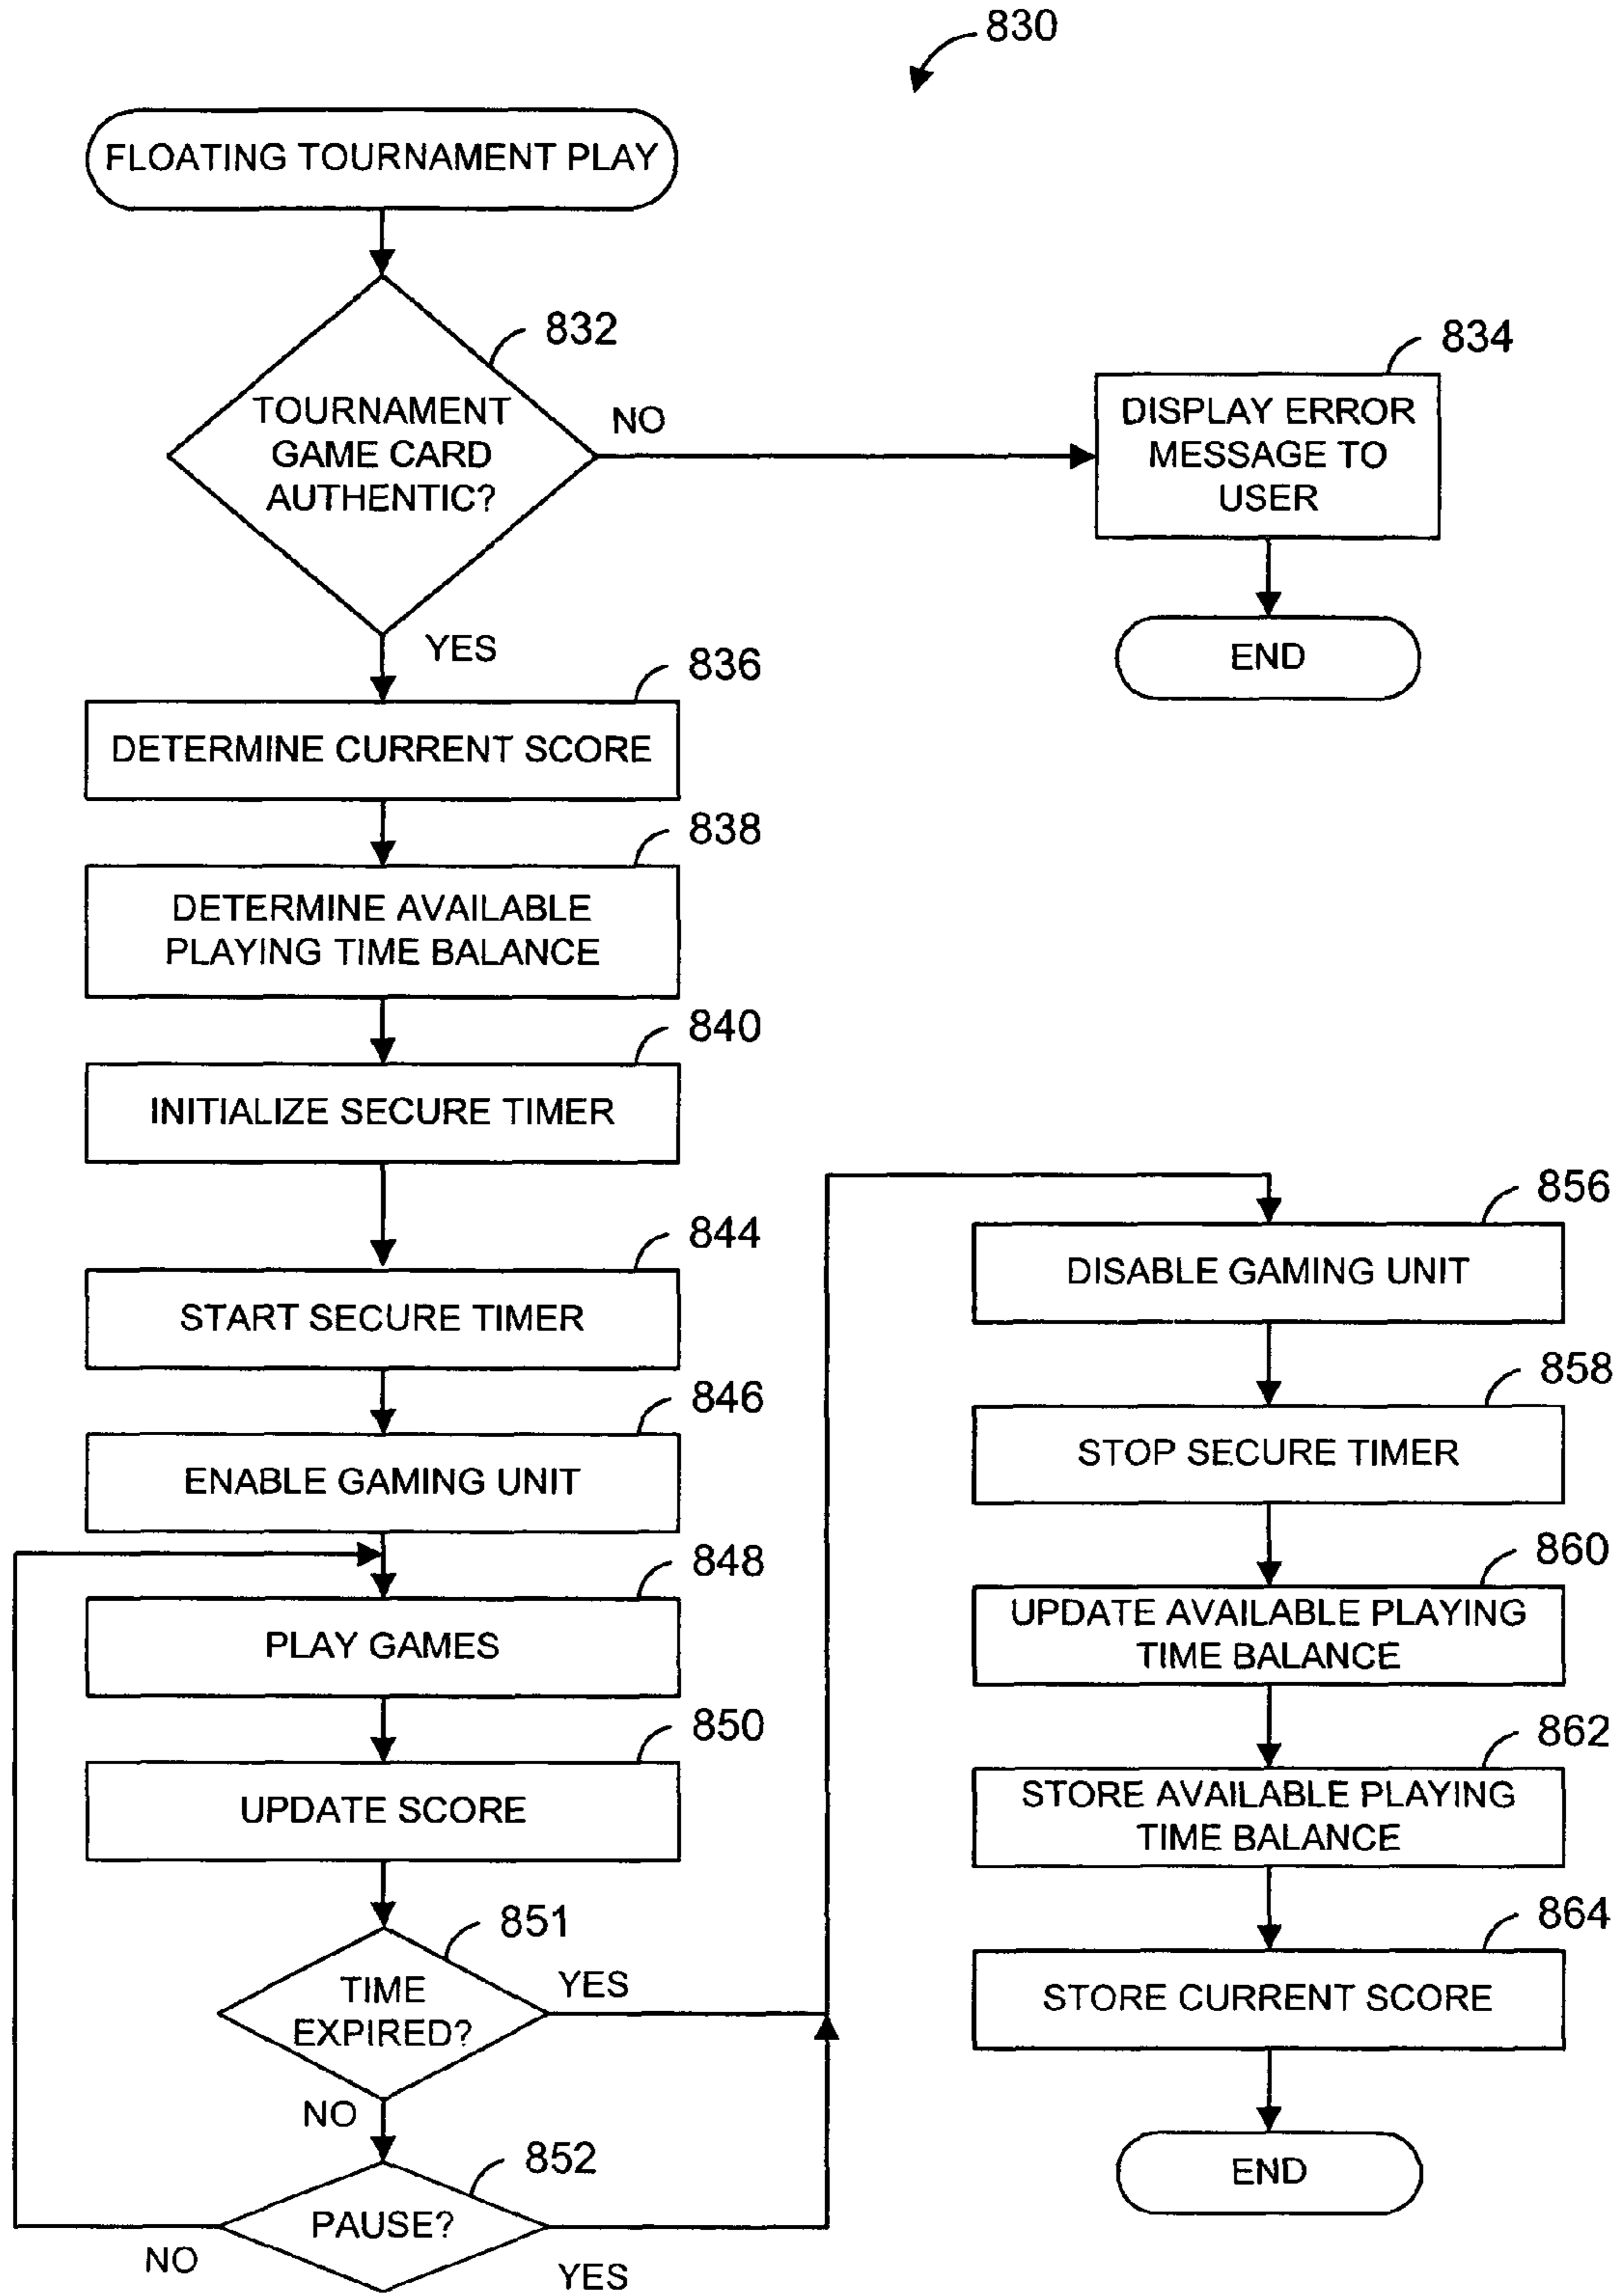 830
FLOATING TOURNAMENT PLAY
832
TOURNAMENT
GAME CARD
AUTHENTIC?
NO
834
DISPLAY ERROR
MESSAGE TO
USER
END
YES
836
DETERMINE CURRENT SCORE
838
DETERMINE AVAILABLE
PLAYING TIME BALANCE
840
INITIALIZE SECURE TIMER
844
START SECURE TIMER
846
ENABLE GAMING UNIT
848
PLAY GAMES
850
UPDATE SCORE
851
TIME
EXPIRED?
YES
NO
852
PAUSE?
NO
YES
856
DISABLE GAMING UNIT
858
STOP SECURE TIMER
860
UPDATE AVAILABLE PLAYING
TIME BALANCE
862
STORE AVAILABLE PLAYING
TIME BALANCE
864
STORE CURRENT SCORE
END